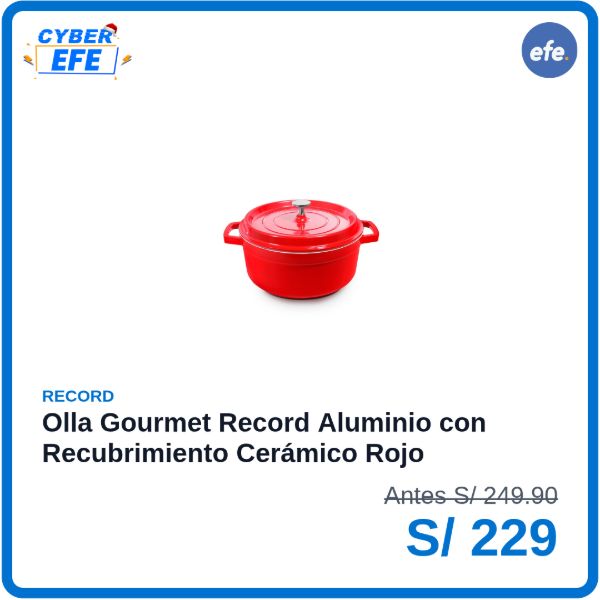 CYBER
EFE
efe.
RECORD
Olla Gourmet Record Aluminio con
Recubrimiento Cerámico Rojo
Antes S/ 249.90
S/ 229